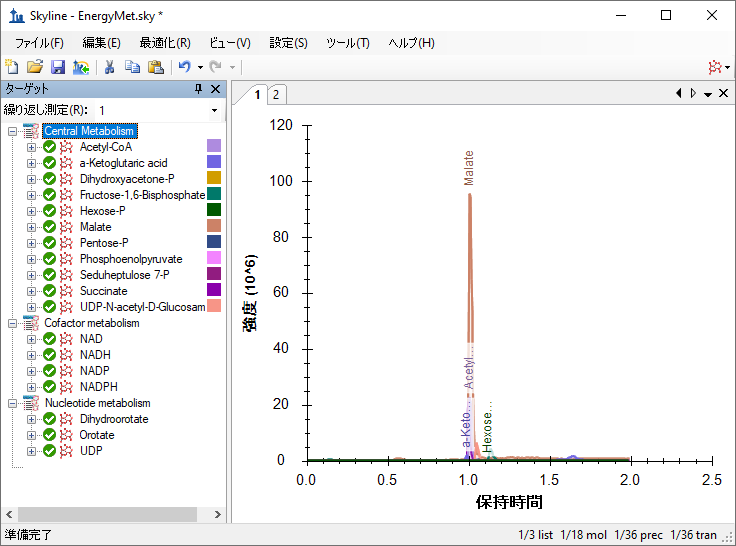 Skyline - EnergyMet.sky *
ファイル(F) 編集(E) 最適化(R) ビュー(V) 設定(S) ツール(T) ヘルプ(H)
ターゲット
繰り返し測定(R): 1
Central Metabolism
Acetyl-CoA
a-Ketoglutaric acid
Dihydroxyacetone-P
Fructose-1,6-Bisphosphate
Hexose-P
Malate
Pentose-P
Phosphoenolpyruvate
Seduheptulose 7-P
Succinate
UDP-N-acetyl-D-Glucosam
Cofactor metabolism
NAD
NADH
NADP
NADPH
Nucleotide metabolism
Dihydroorotate
Orotate
UDP
1 2
120
100
80
60
40
20
0
強度 (10^6)
Malate
Acetyl...
a-Keto...
Hexose...
0.0 0.5 1.0 1.5 2.0 2.5
保持時間
準備完了 1/3 list 1/18 mol 1/36 prec 1/36 tran